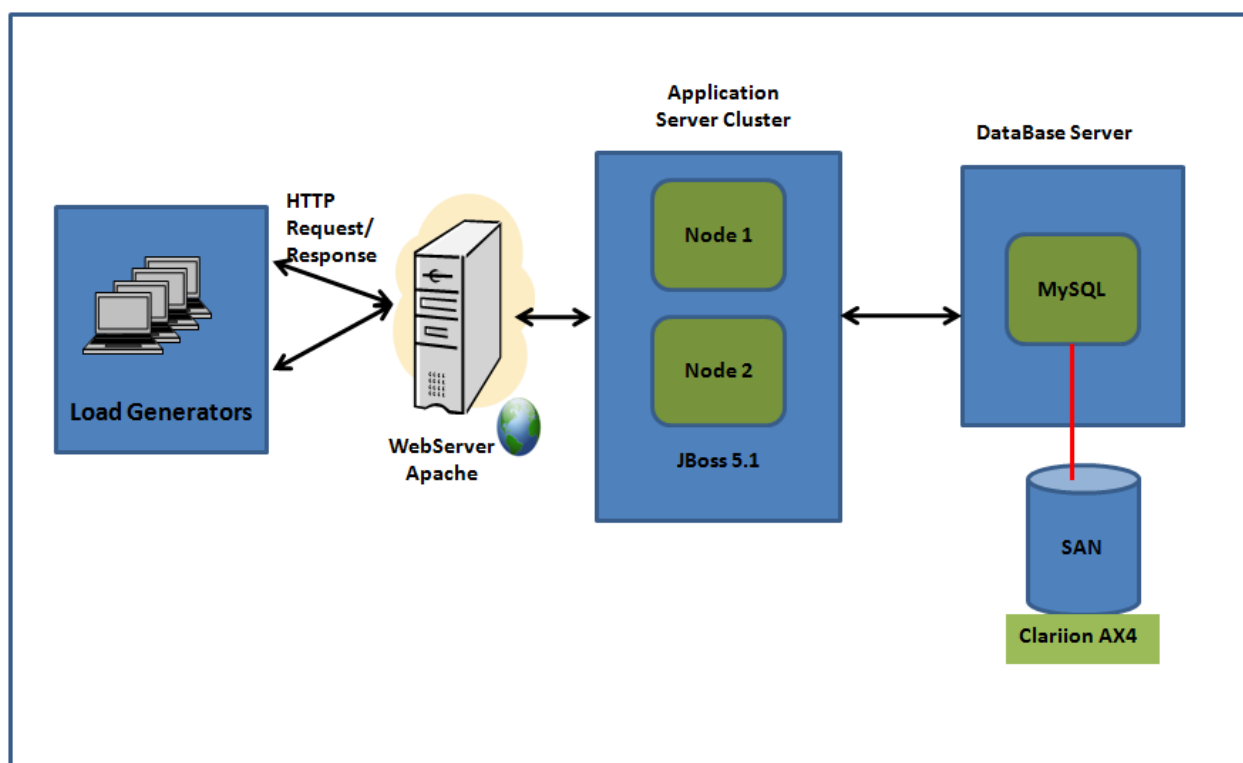 Application
Server Cluster
DataBase Server
HTTP
Request/
Response
Node 1
MySQL
Node 2
Load Generators
WebServer
Apache
JBoss 5.1
SAN
Clariion AX4